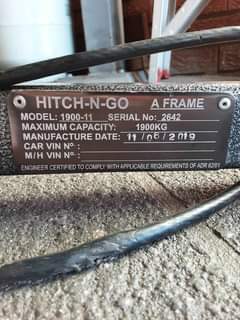 HITCH-N-GO A FRAME
MODEL: 1900-11 SERIAL No: 2642
MAXIMUM CAPACITY: 1900KG
MANUFACTURE DATE: 11/06/2019
CAR VIN Nº:
M/H VIN Nº:
ENGINEER CERTIFIED TO COMPLY WITH APPLICABLE REQUIREMENTS OF ADR 62/01